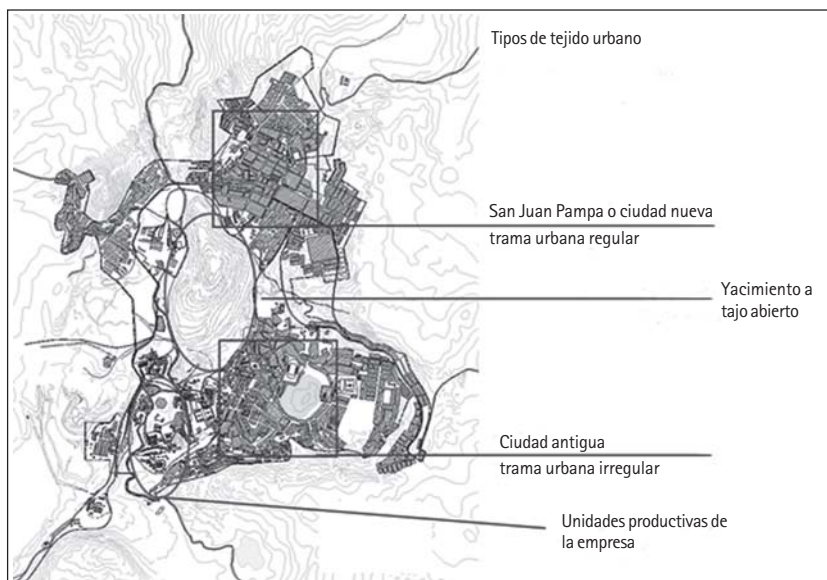 Tipos de tejido urbano
San Juan Pampa o ciudad nueva
trama urbana regular
Yacimiento a
tajo abierto
Ciudad antigua
trama urbana irregular
Unidades productivas de
la empresa